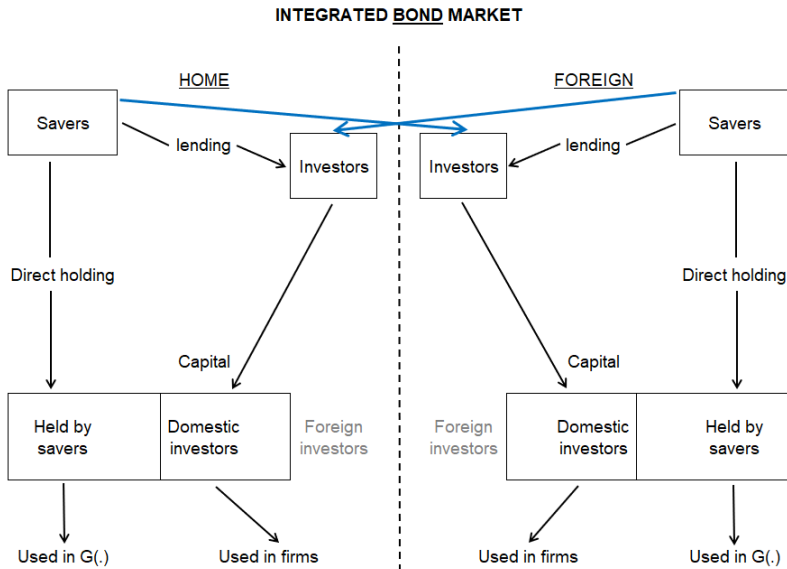 INTEGRATED BOND MARKET
HOME
FOREIGN
Savers
Savers
lending
lending
Investors
Investors
Direct holding
Direct holding
Capital
Capital
Held by
savers
Domestic
investors
Foreign
investors
Foreign
investors
Domestic
investors
Held by
savers
Used in G(.)
Used in firms
Used in firms
Used in G(.)